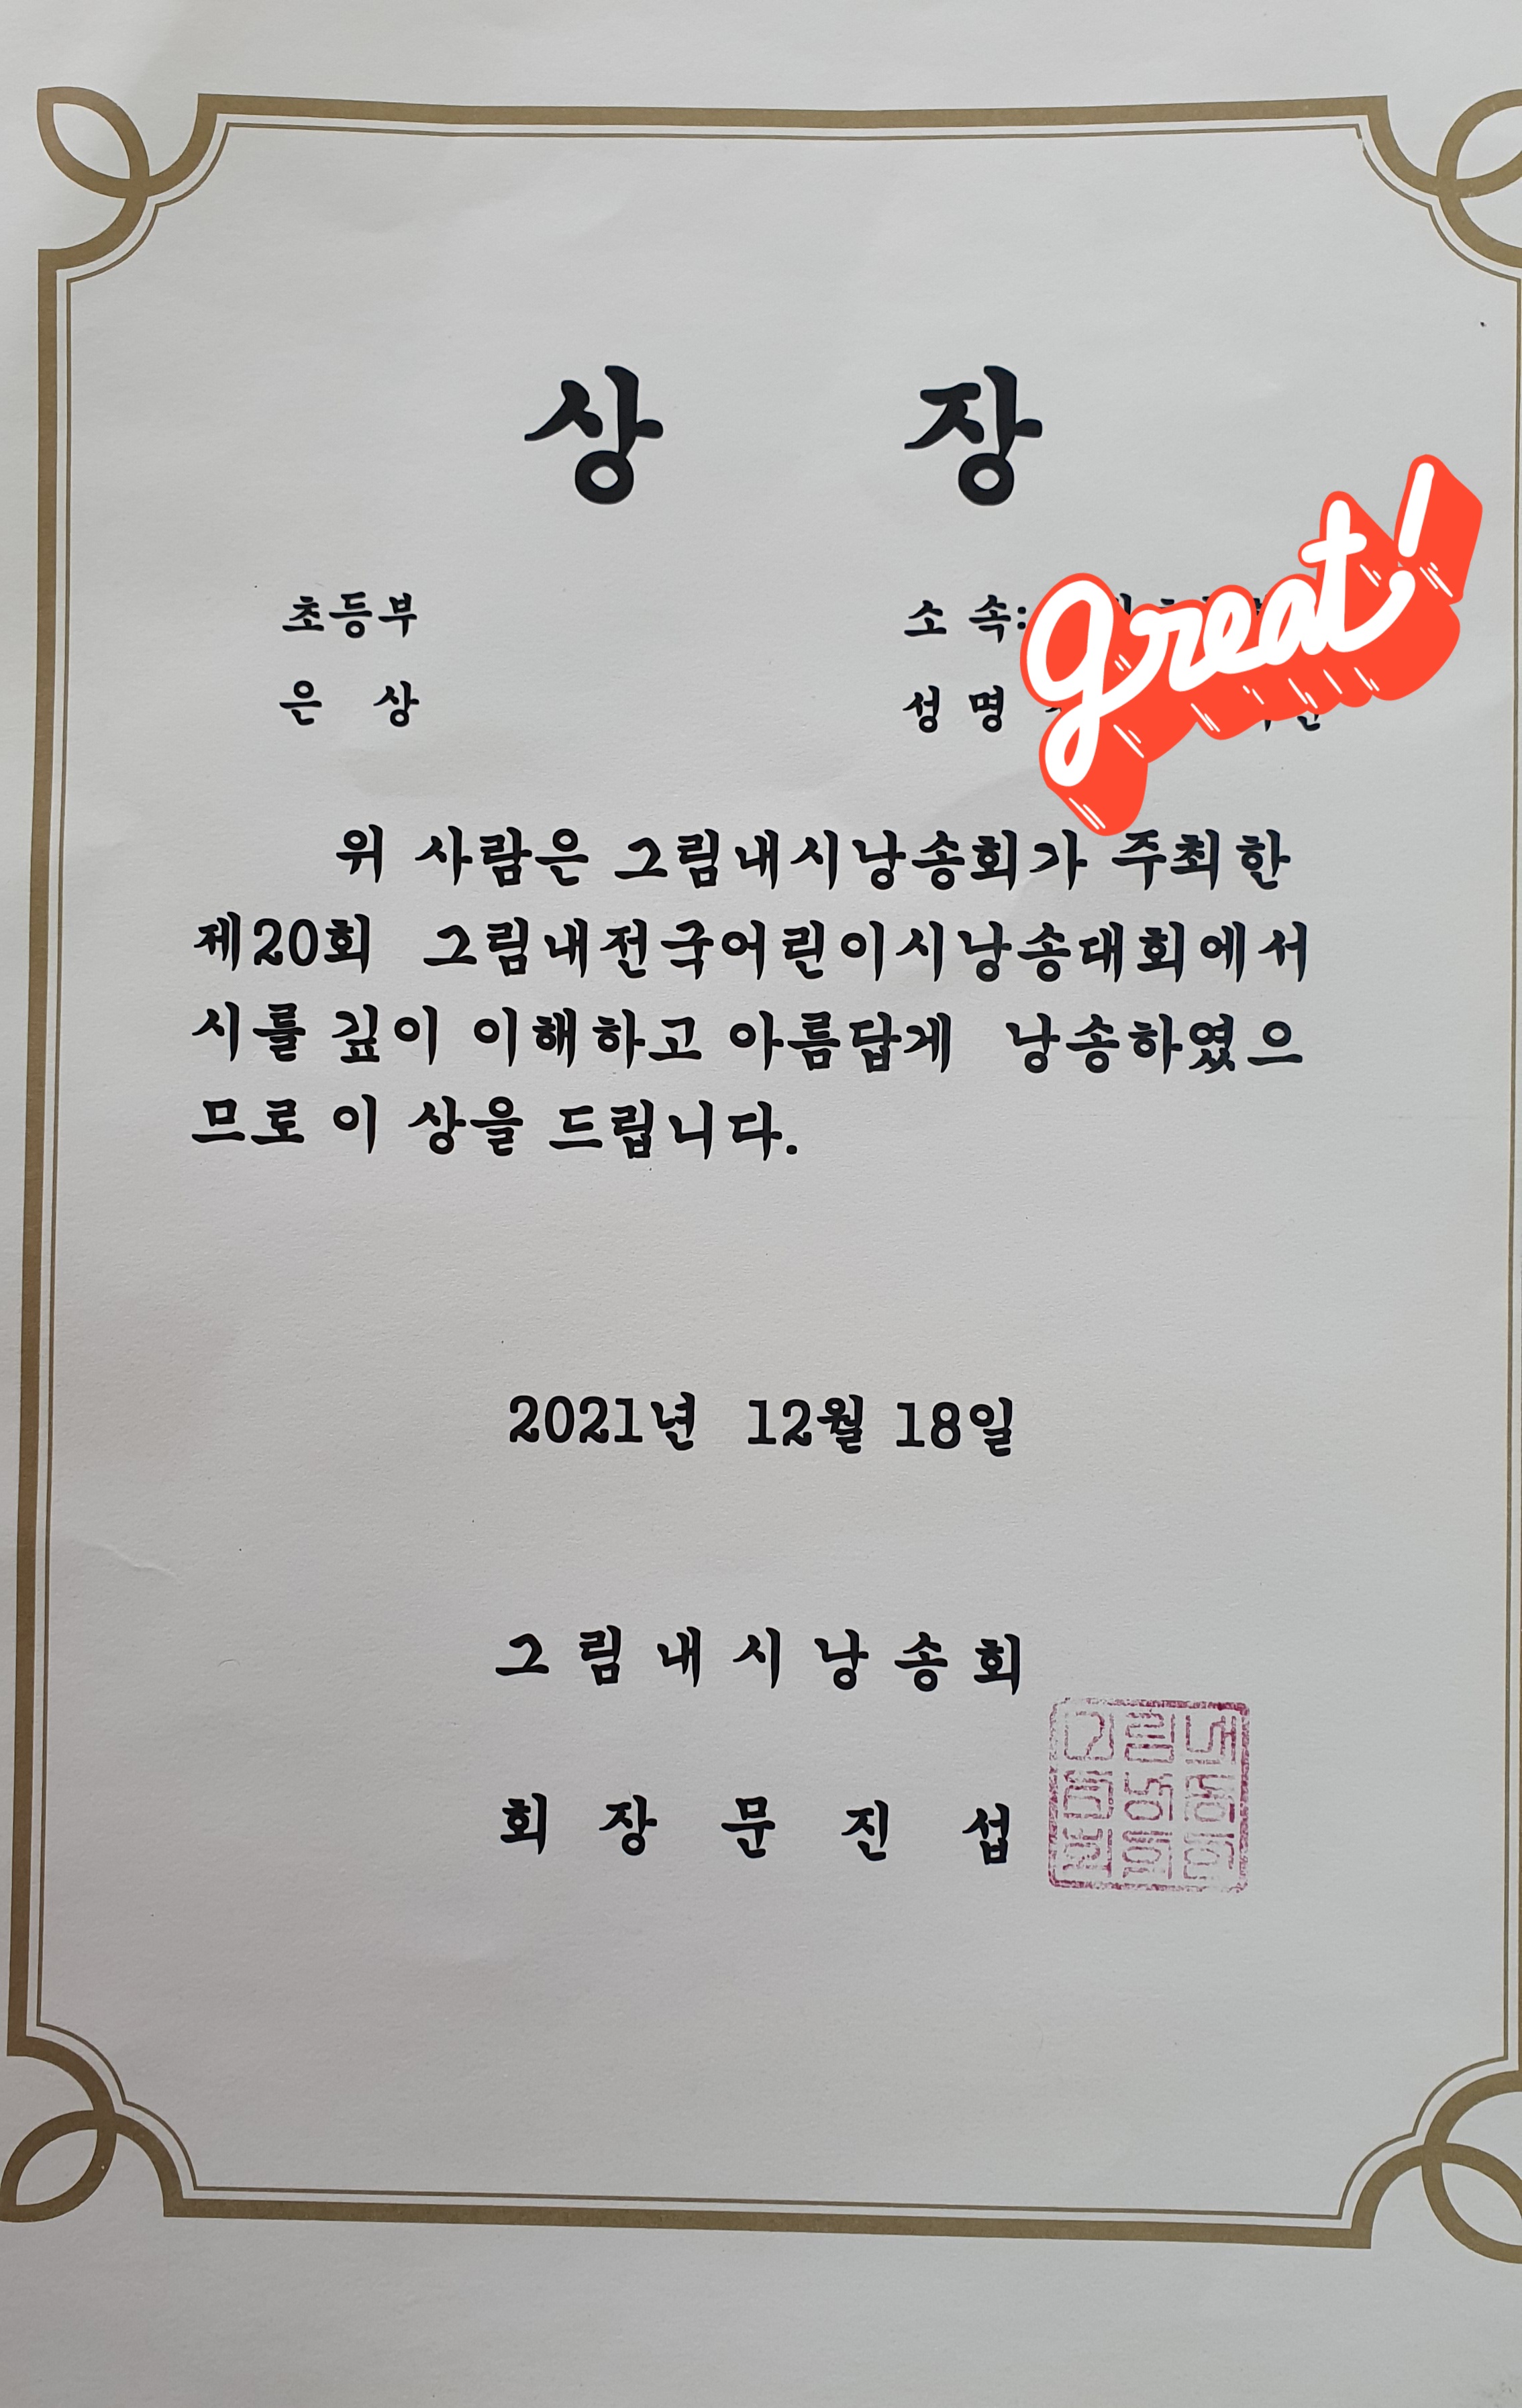 상 장
초등부
소 속:
great!
은 상
성 명
위 사람은 그림내시낭송회가 주최한
제20회 그림내전국어린이시낭송대회에서
시를 깊이 이해하고 아름답게 낭송하였으
므로 이 상을 드립니다.
2021년 12월 18일
그림내시낭송회
회 장 문 진 섭